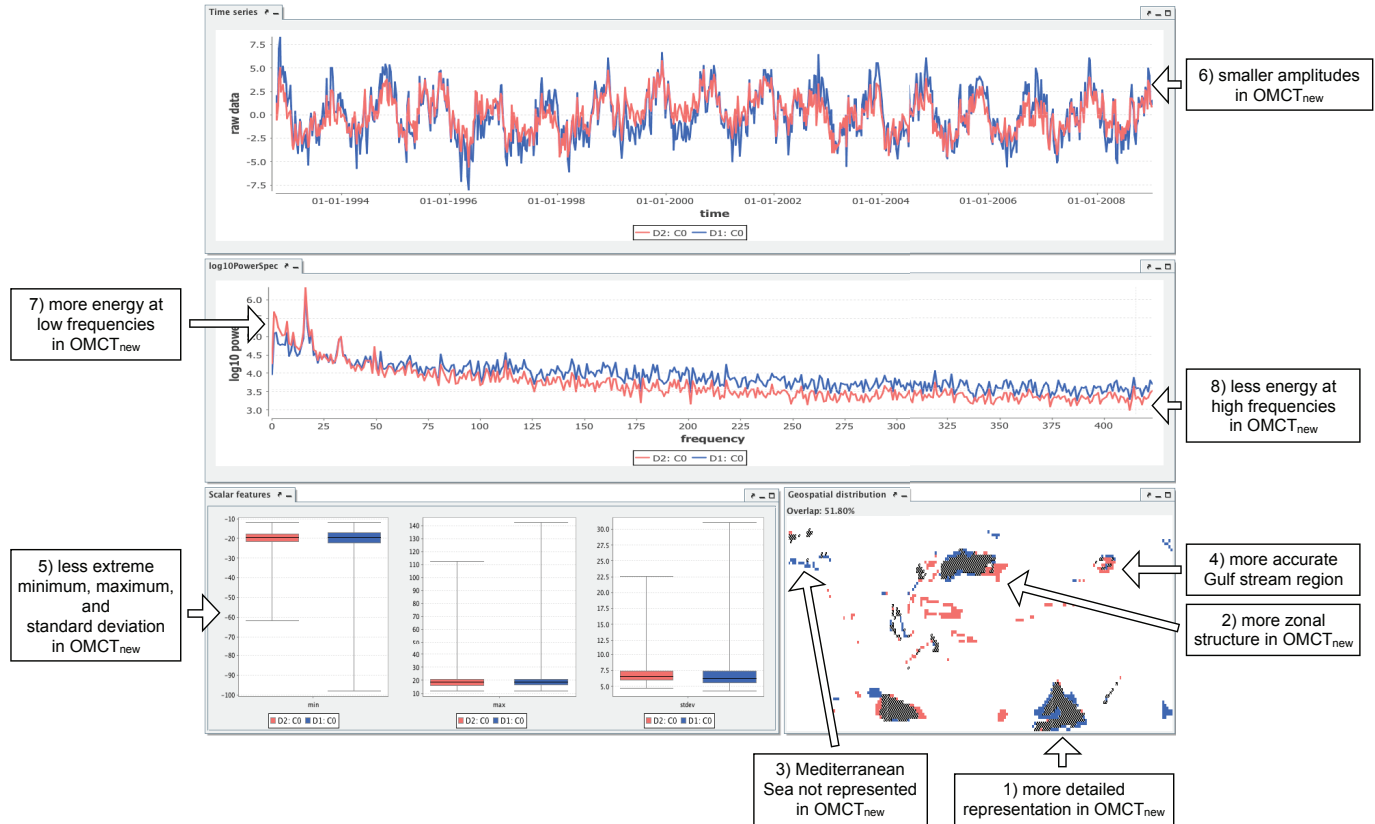 Time series
raw data
7.5
5.0
2.5
0.0
-2.5
-5.0
-7.5
01-01-1994
01-01-1996
01-01-1998
01-01-2000
01-01-2002
01-01-2004
01-01-2006
01-01-2008
time
D2: C0
D1: C0
6) smaller amplitudes
in OMCTnew
log10PowerSpec
log10 powe
6.0
4.5
4.0
3.5
3.0
0
25
50
75
100
125
150
175
200
225
250
275
300
325
350
375
400
frequency
D2: C0
D1: C0
7) more energy at
low frequencies
in OMCTnew
8) less energy at
high frequencies
in OMCTnew
Scalar features
-10
-20
-30
-40
-50
-60
-70
-80
-90
-100
min
D2: C0
D1: C0
140
130
120
110
100
90
80
70
60
50
40
30
20
10
max
D2: C0
D1: C0
30.0
27.5
25.0
22.5
20.0
17.5
15.0
12.5
10.0
7.5
5.0
stdev
D2: C0
D1: C0
5) less extreme
minimum, maximum,
and
standard deviation
in OMCTnew
Geospatial distribution
Overlap: 51.80%
4) more accurate
Gulf stream region
2) more zonal
structure in OMCTnew
3) Mediterranean
Sea not represented
in OMCTnew
1) more detailed
representation in OMCTnew